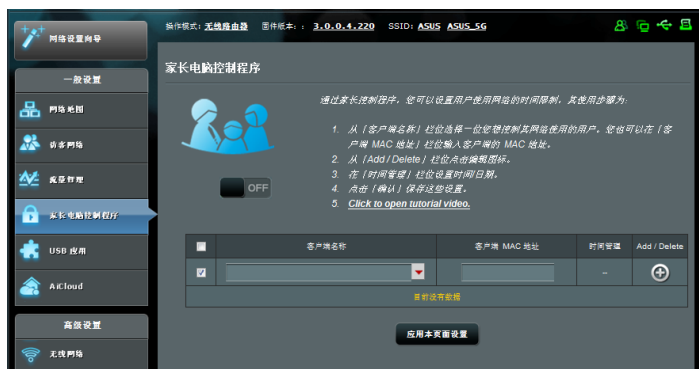 操作模式: 无线路由器 固件版本: : 3.0.0.4.220 SSID: ASUS ASUS_5G
网络设置向导
一般设置
网络地图
访客网络
流量管理
家长电脑控制程序
USB 应用
AiCloud
高级设置
无线网络
家长电脑控制程序
通过家长控制程序，您可以设置用户使用网络的时间限制，其使用步骤为:
1. 从 [客户端名称] 栏位选择一位您想控制其网络使用的用户。您也可以在 [客
户端 MAC 地址] 栏位输入客户端的 MAC 地址。
2. 从 [Add / Delete] 栏位点击编辑图标。
3. 在 [时间管理] 栏位设置时间/日期。
4. 点击 [确认] 保存这些设置。
5. Click to open tutorial video.
OFF
客户端名称 客户端 MAC 地址 时间管理 Add / Delete
--
目前没有数据
应用本页面设置